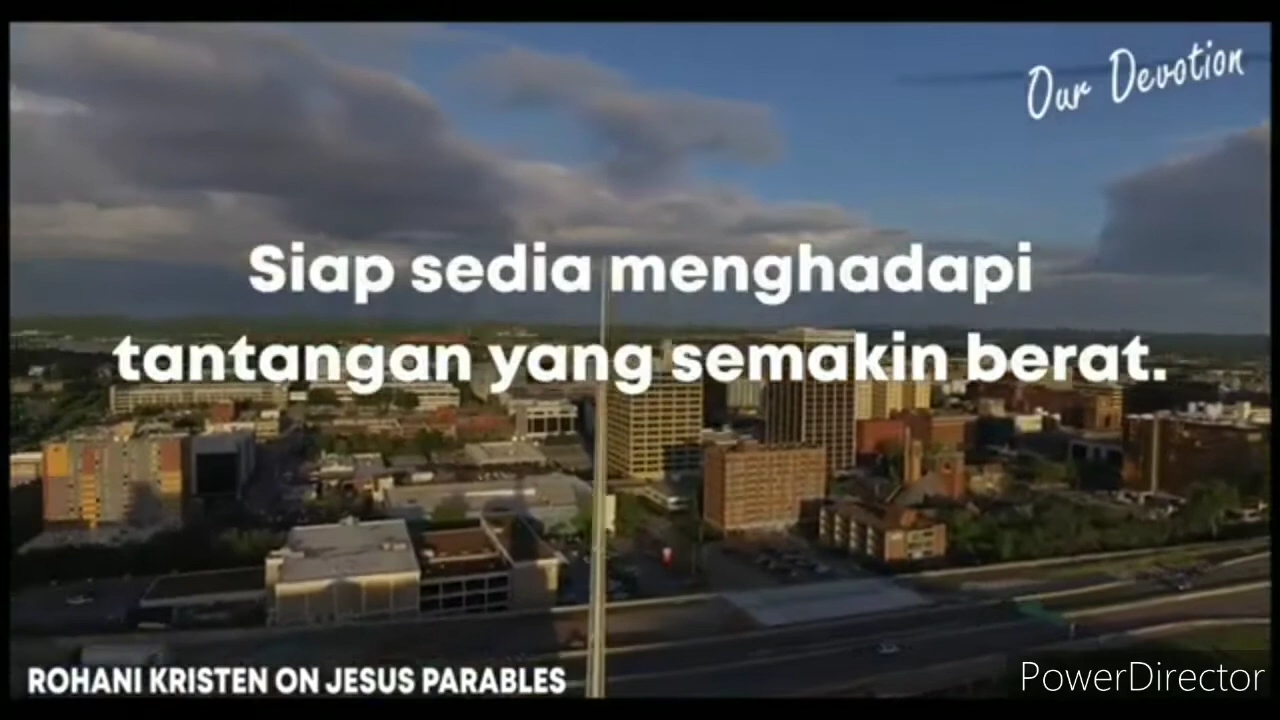 Our Devotion
Siap sedia menghadapi
tantangan yang semakin berat.
ROHANI KRISTEN ON JESUS PARABLES
PowerDirector